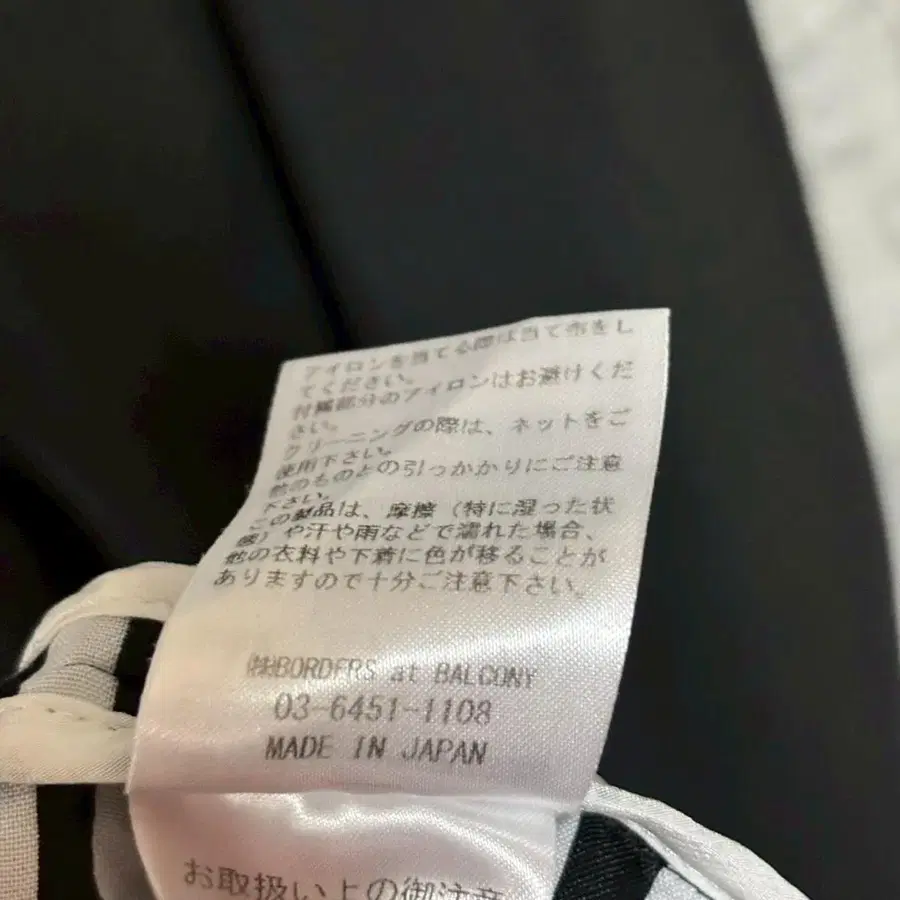 アイロンを当てる際は当て布をし
てください。
付属部分のアイロンはお避けくだ
さい。
クリーニングの際は、ネットをご
使用下さい。
他のものとの引っかかりにご注意
下さい。
この製品は、摩擦（特に湿った状
態）や汗や雨などで濡れた場合、
他の衣料や下着に色が移ることが
ありますので十分ご注意下さい。
㈱BORDERS at BALCONY
03-6451-1108
MADE IN JAPAN
お取扱い上の御注意